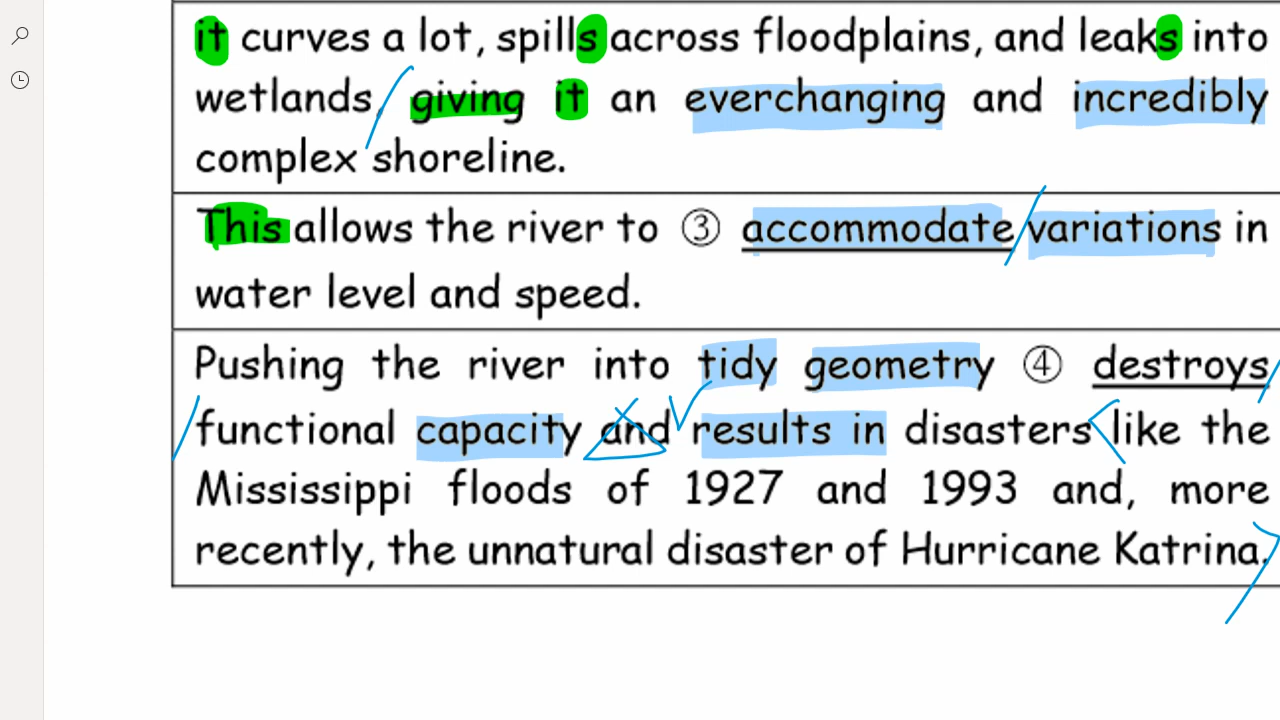 it curves a lot, spills across floodplains, and leaks into
wetlands, giving it an everchanging and incredibly
complex shoreline.
This allows the river to ③ accommodate variations in
water level and speed.
Pushing the river into tidy geometry ④ destroys
functional capacity and results in disasters like the
Mississippi floods of 1927 and 1993 and, more
recently, the unnatural disaster of Hurricane Katrina.